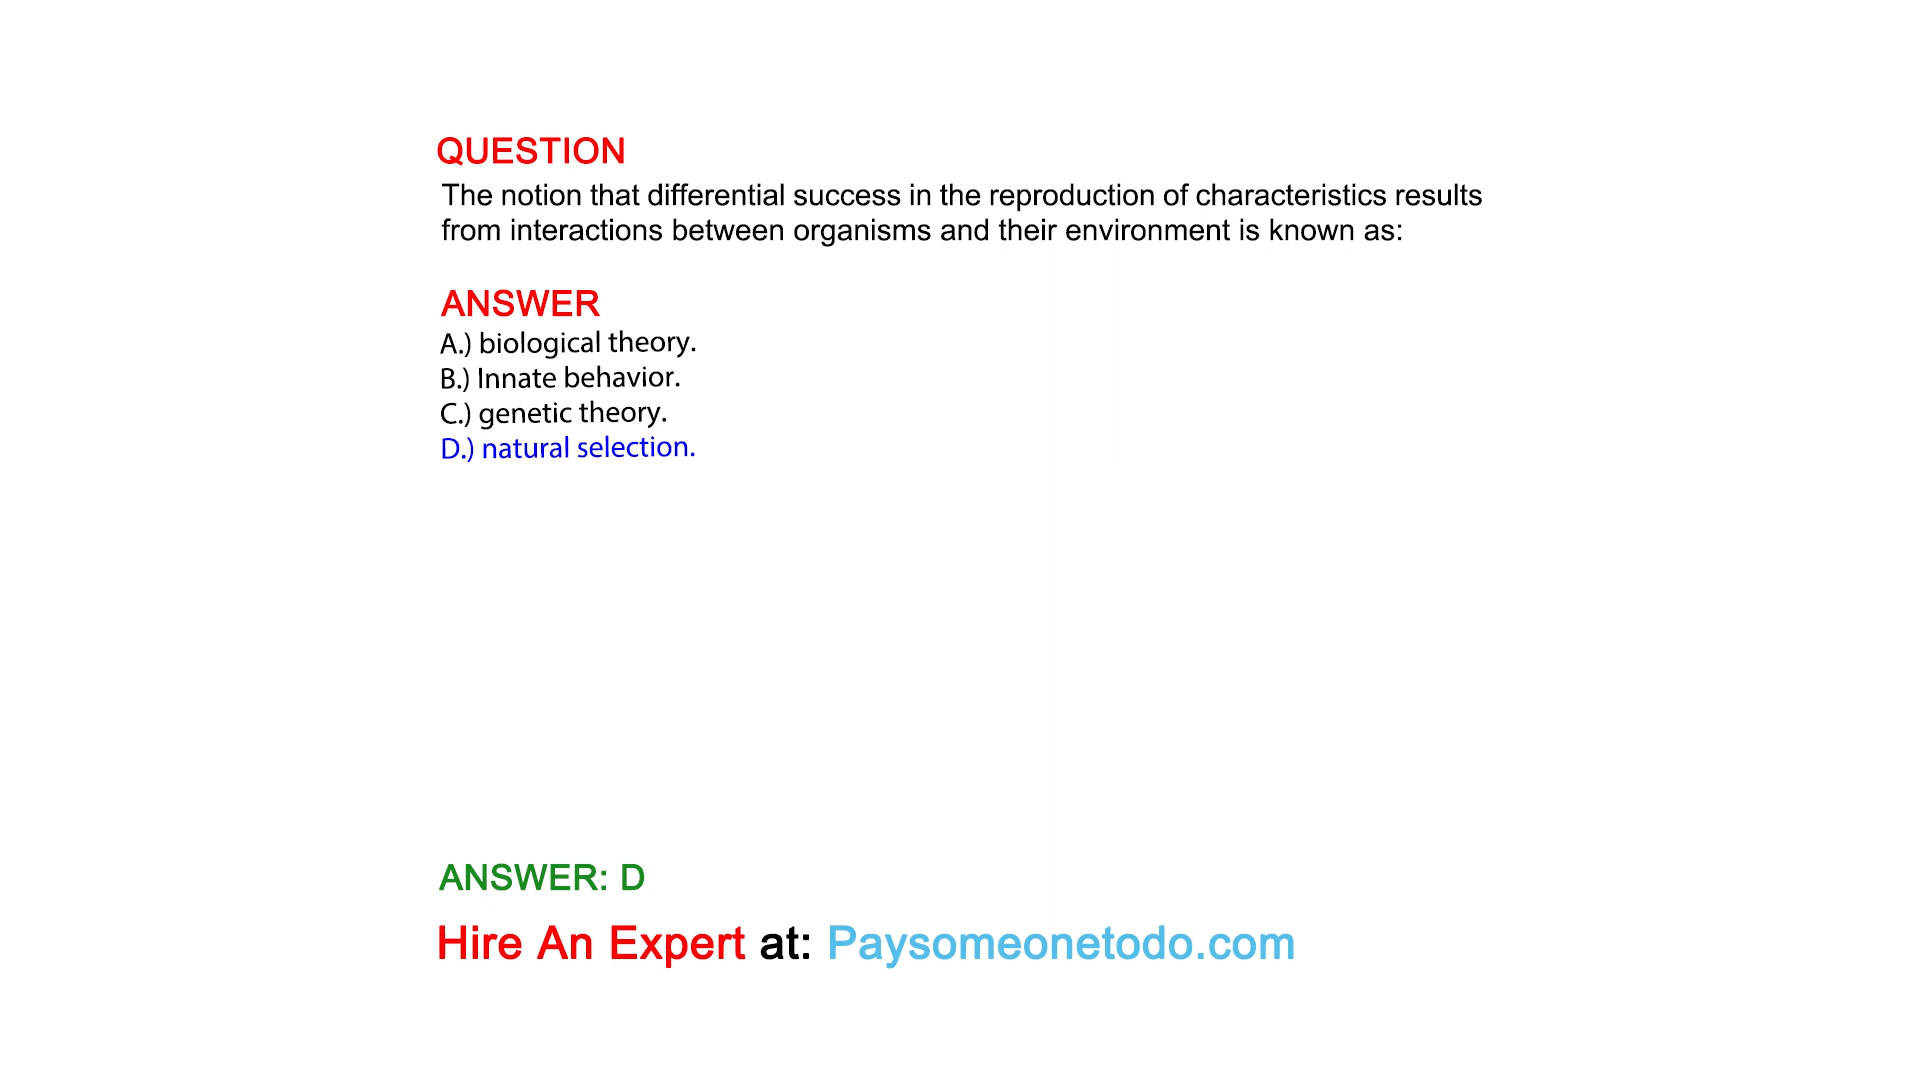 QUESTION
The notion that differential success in the reproduction of characteristics results
from interactions between organisms and their environment is known as:
ANSWER
A.) biological theory.
B.) Innate behavior.
C.) genetic theory.
D.) natural selection.
ANSWER: D
Hire An Expert at: Paysomeonetodo.com